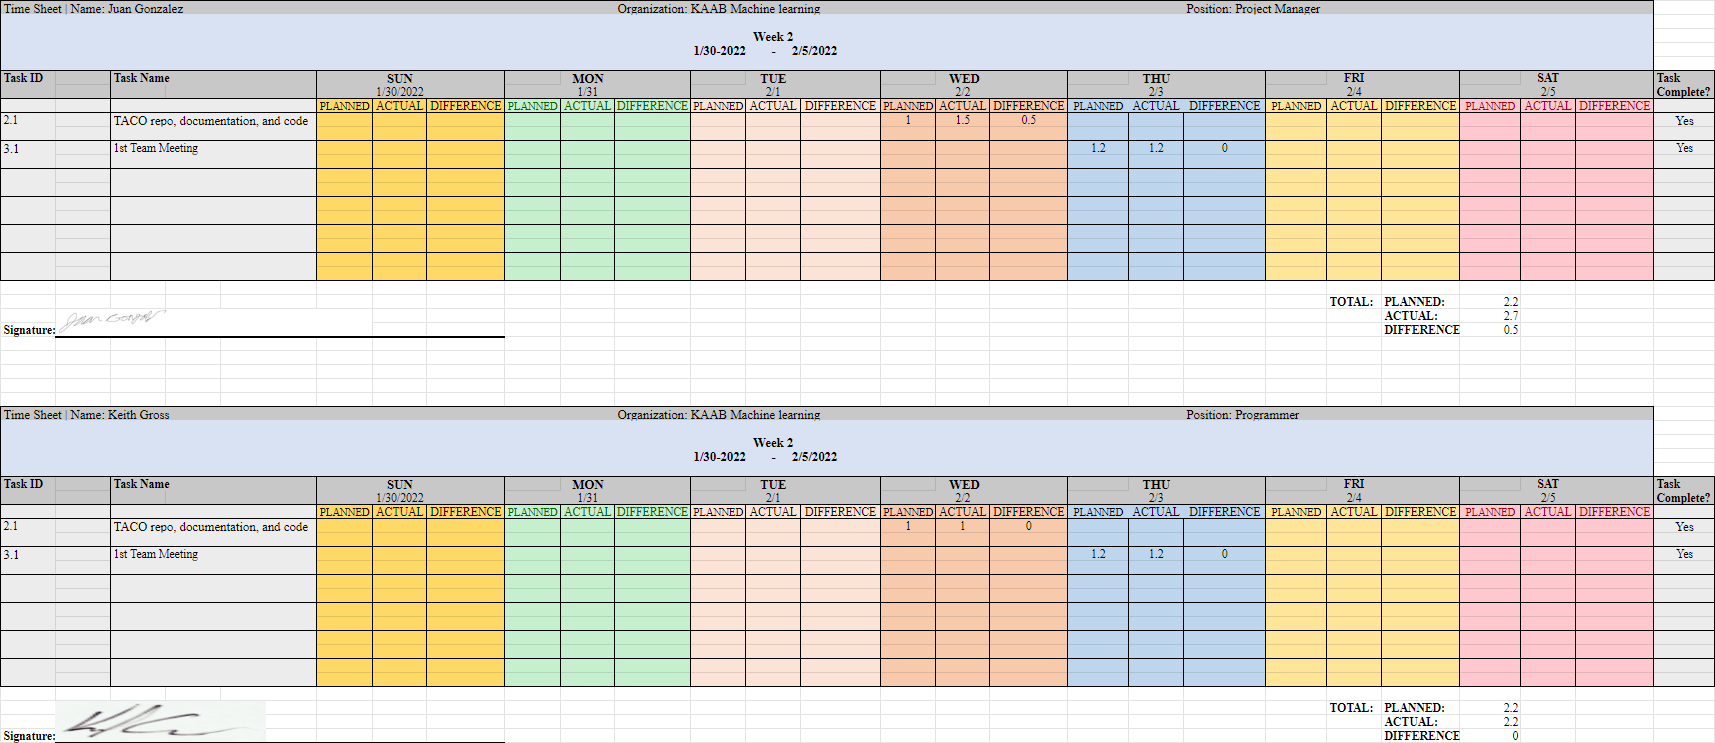 Time Sheet | Name: Juan Gonzalez Organization: KAAB Machine learning Position: Project Manager
Week 2
1/30-2022 - 2/5/2022
Task ID Task Name SUN MON TUE WED THU FRI SAT Task
1/30/2022 1/31 2/1 2/2 2/3 2/4 2/5 Complete?
PLANNED ACTUAL DIFFERENCE PLANNED ACTUAL DIFFERENCE PLANNED ACTUAL DIFFERENCE PLANNED ACTUAL DIFFERENCE PLANNED ACTUAL DIFFERENCE PLANNED ACTUAL DIFFERENCE PLANNED ACTUAL DIFFERENCE
2.1 TACO repo, documentation, and code 1 1.5 0.5 Yes
3.1 1st Team Meeting 1.2 1.2 0 Yes
TOTAL: PLANNED: 2.2
ACTUAL: 2.7
Signature: DIFFERENCE 0.5
Time Sheet | Name: Keith Gross Organization: KAAB Machine learning Position: Programmer
Week 2
1/30-2022 - 2/5/2022
Task ID Task Name SUN MON TUE WED THU FRI SAT Task
1/30/2022 1/31 2/1 2/2 2/3 2/4 2/5 Complete?
PLANNED ACTUAL DIFFERENCE PLANNED ACTUAL DIFFERENCE PLANNED ACTUAL DIFFERENCE PLANNED ACTUAL DIFFERENCE PLANNED ACTUAL DIFFERENCE PLANNED ACTUAL DIFFERENCE PLANNED ACTUAL DIFFERENCE
2.1 TACO repo, documentation, and code 1 1 0 Yes
3.1 1st Team Meeting 1.2 1.2 0 Yes
TOTAL: PLANNED: 2.2
ACTUAL: 2.2
Signature: DIFFERENCE 0